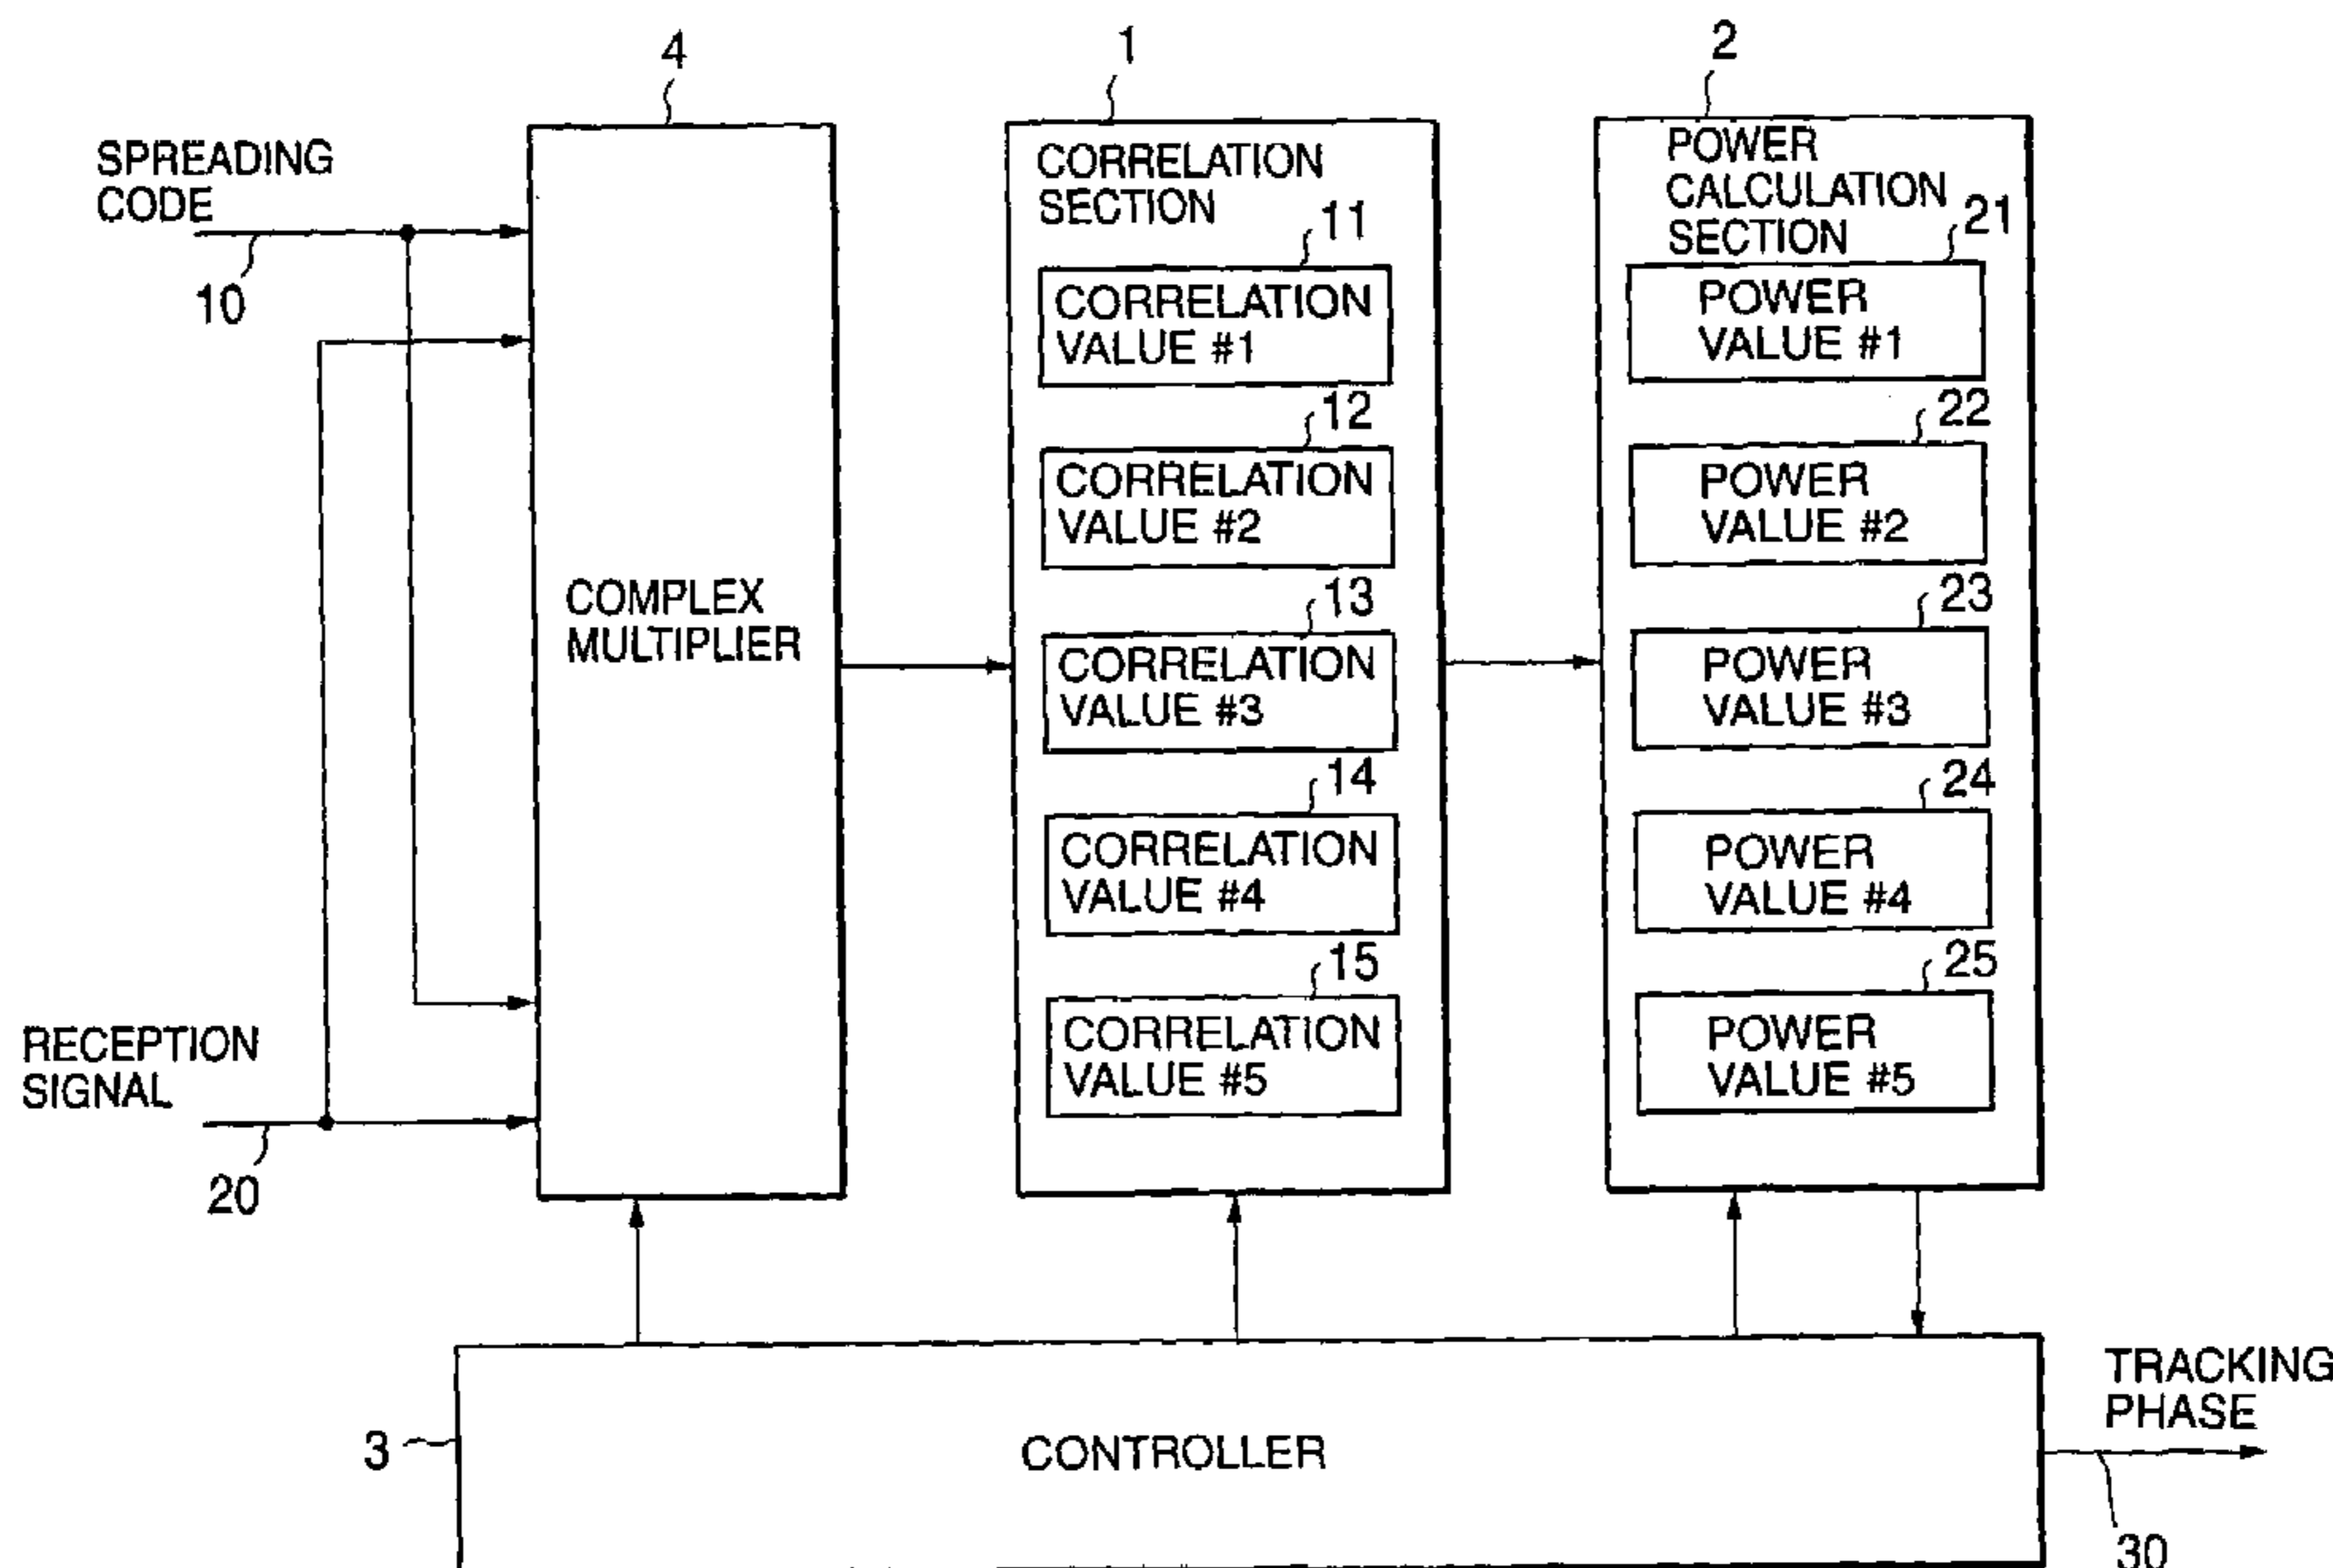 4
1
2
SPREADING
CODE
10
COMPLEX
MULTIPLIER
CORRELATION
SECTION
11
CORRELATION
VALUE #1
12
CORRELATION
VALUE #2
13
CORRELATION
VALUE #3
14
CORRELATION
VALUE #4
15
CORRELATION
VALUE #5
POWER
CALCULATION
SECTION
21
POWER
VALUE #1
22
POWER
VALUE #2
23
POWER
VALUE #3
24
POWER
VALUE #4
25
POWER
VALUE #5
RECEPTION
SIGNAL
20
3
CONTROLLER
TRACKING
PHASE
30